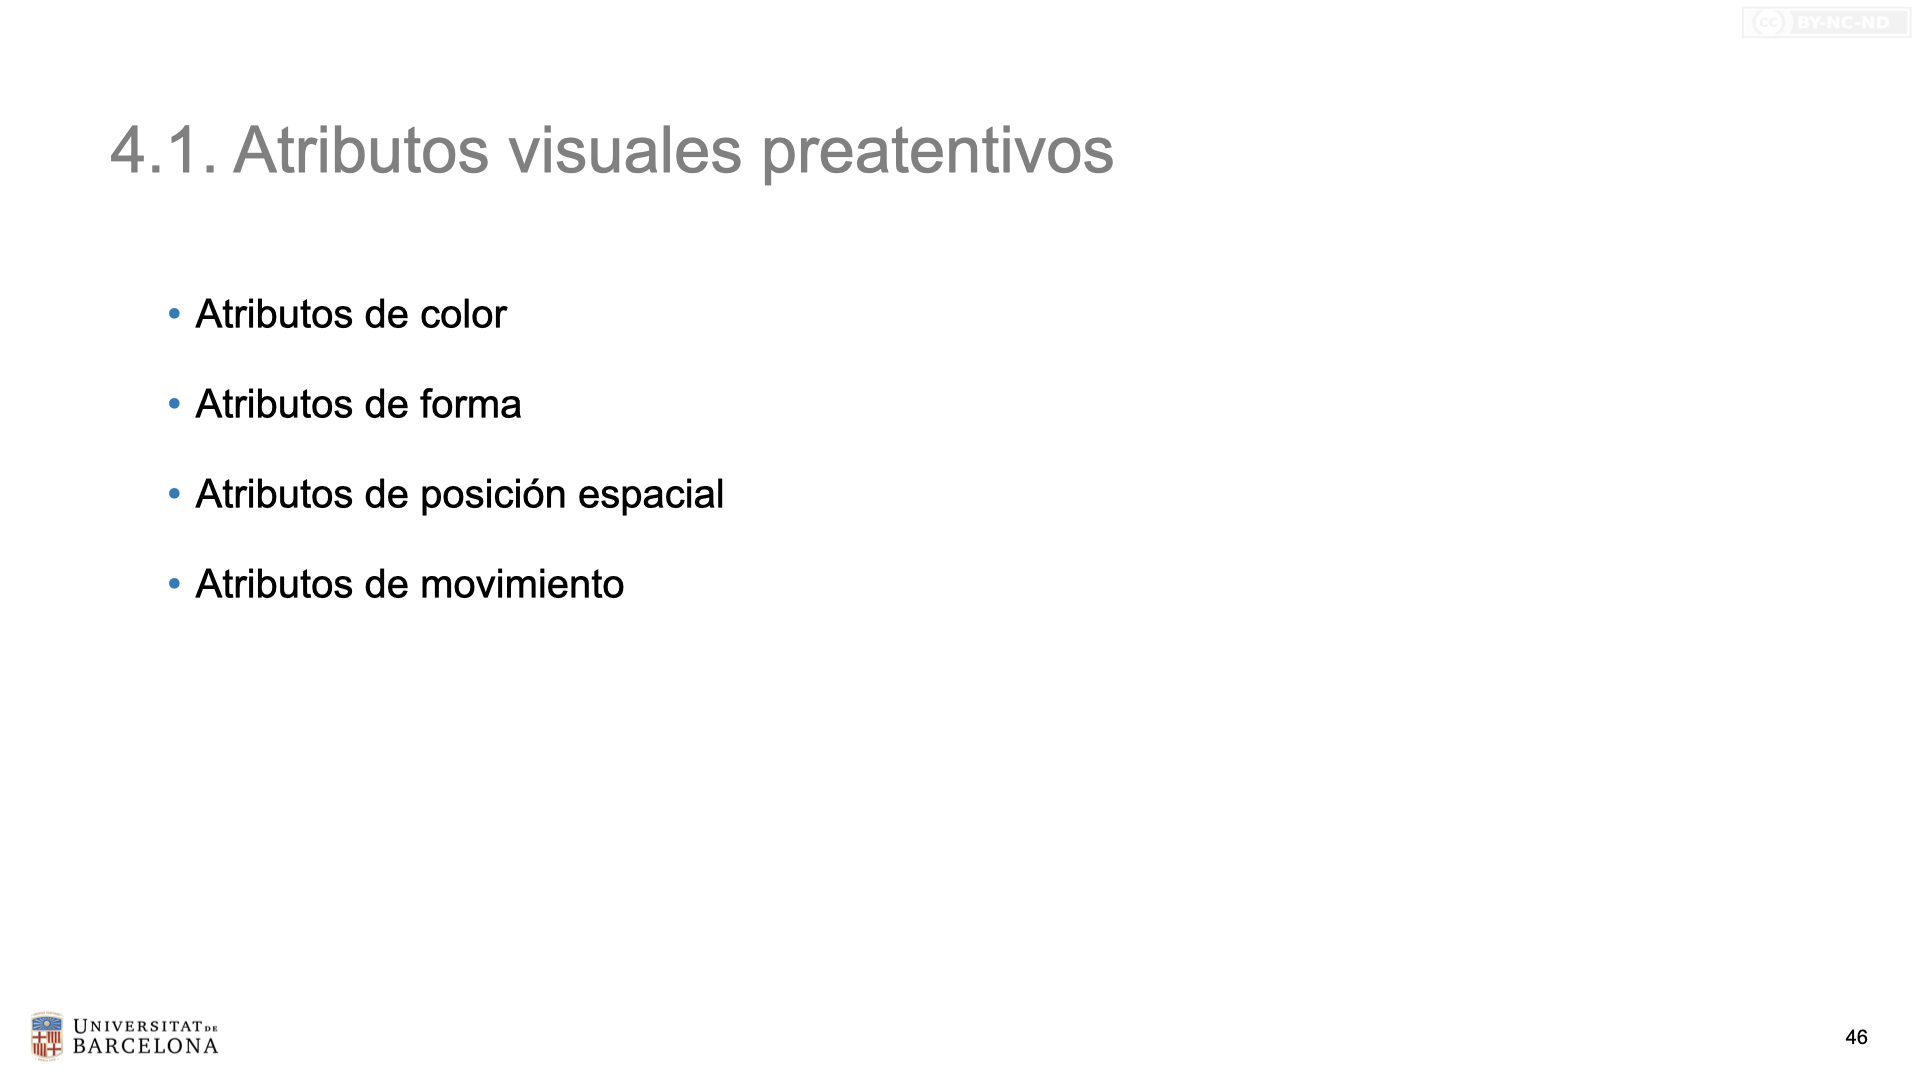 cc BY-NC-ND
4.1. Atributos visuales preatentivos
• Atributos de color
• Atributos de forma
• Atributos de posición espacial
• Atributos de movimiento
UNIVERSITAT DE
BARCELONA
46